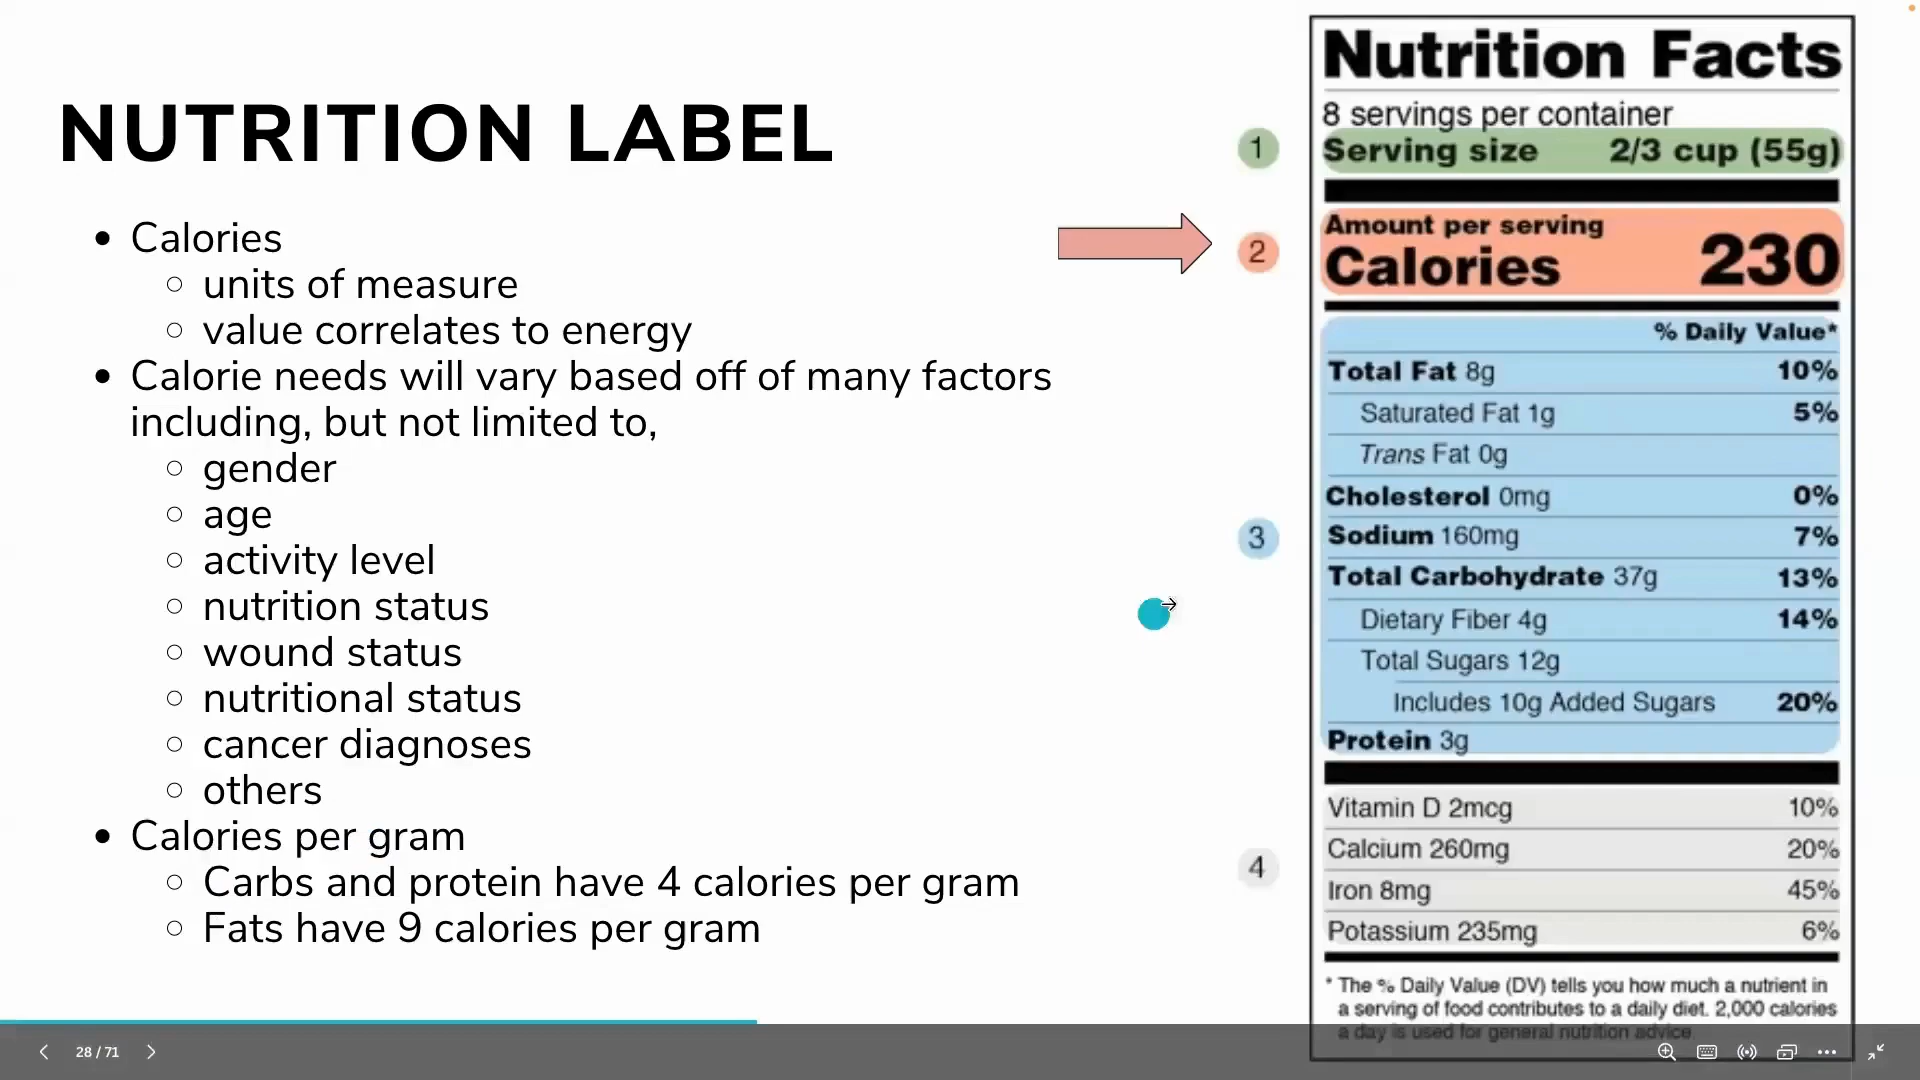 NUTRITION LABEL
• Calories
○ units of measure
○ value correlates to energy
• Calorie needs will vary based off of many factors
including, but not limited to,
○ gender
○ age
○ activity level
○ nutrition status
○ wound status
○ nutritional status
○ cancer diagnoses
○ others
• Calories per gram
○ Carbs and protein have 4 calories per gram
○ Fats have 9 calories per gram
Nutrition Facts
8 servings per container
1 Serving size 2/3 cup (55g)
Amount per serving
2 Calories 230
% Daily Value*
Total Fat 8g 10%
Saturated Fat 1g 5%
Trans Fat 0g
Cholesterol 0mg 0%
3 Sodium 160mg 7%
Total Carbohydrate 37g 13%
Dietary Fiber 4g 14%
Total Sugars 12g
Includes 10g Added Sugars 20%
Protein 3g
Vitamin D 2mcg 10%
Calcium 260mg 20%
4 Iron 8mg 45%
Potassium 235mg 6%
* The % Daily Value (DV) tells you how much a nutrient in
a serving of food contributes to a daily diet. 2,000 calories
a day is used for general nutrition advice.
28 / 71